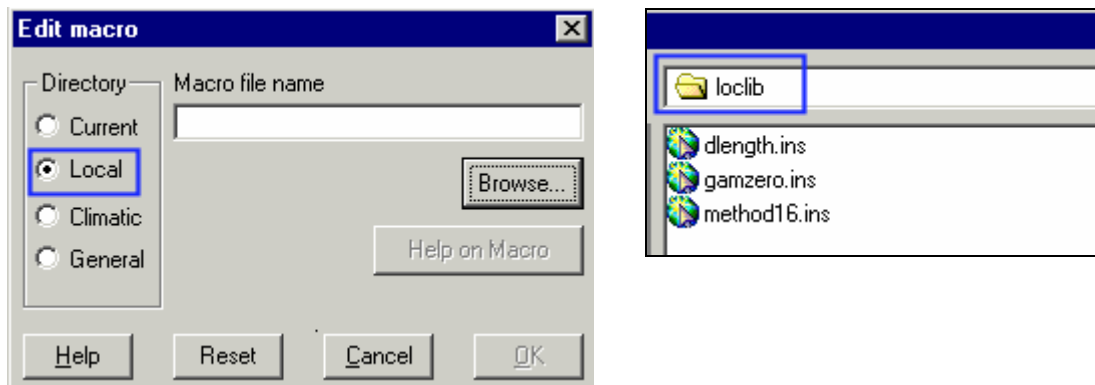 Edit macro
Directory
Macro file name
Current
Local
Browse...
Climatic
Help on Macro
General
Help
Reset
Cancel
OK
loclib
dlength.ins
gamzero.ins
method16.ins